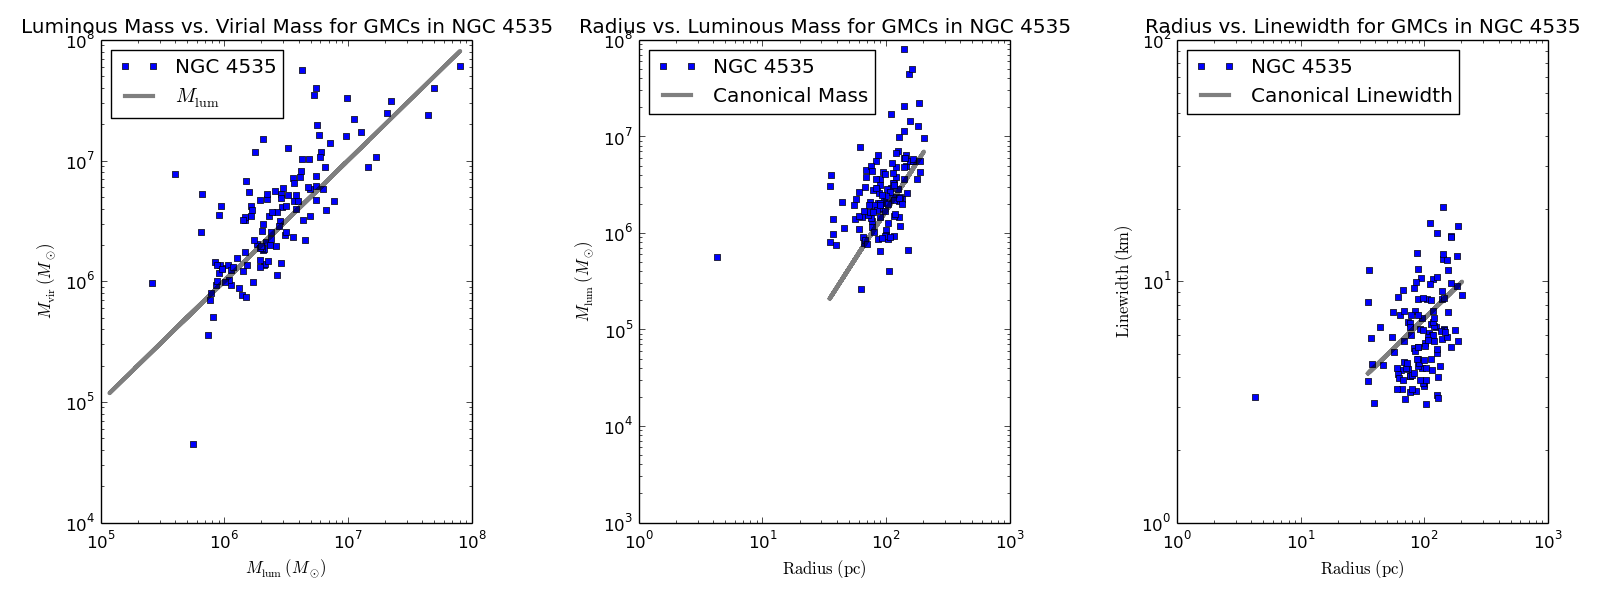 Luminous Mass vs. Virial Mass for GMCs in NGC 4535
10^8
10^7
10^6
10^5
10^4
M_vir (M_⊙)
NGC 4535
M_lum
10^5 10^6 10^7 10^8
M_lum (M_⊙)
Radius vs. Luminous Mass for GMCs in NGC 4535
10^8
10^7
10^6
10^5
10^4
10^3
M_lum (M_⊙)
NGC 4535
Canonical Mass
10^0 10^1 10^2 10^3
Radius (pc)
Radius vs. Linewidth for GMCs in NGC 4535
10^2
10^1
10^0
Linewidth (km)
NGC 4535
Canonical Linewidth
10^0 10^1 10^2 10^3
Radius (pc)